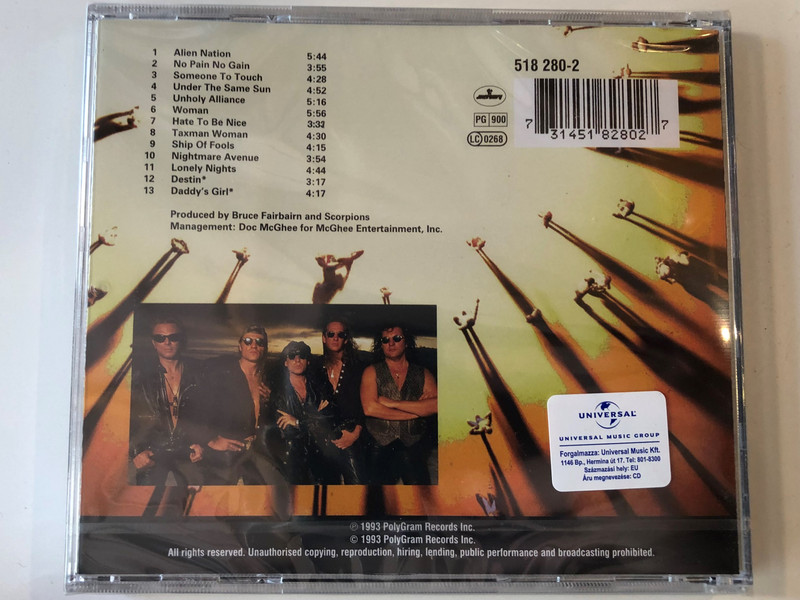 1 Alien Nation 5:44
2 No Pain No Gain 3:55
3 Someone To Touch 4:28
4 Under The Same Sun 4:52
5 Unholy Alliance 5:16
6 Woman 5:56
7 Hate To Be Nice 3:32
8 Taxman Woman 4:30
9 Ship Of Fools 4:15
10 Nightmare Avenue 3:54
11 Lonely Nights 4:44
12 Destin* 3:17
13 Daddy's Girl* 4:17
Produced by Bruce Fairbairn and Scorpions
Management: Doc McGhee for McGhee Entertainment, Inc.
518 280-2
PG 900
LC 0268
7 31451 82802 7
UNIVERSAL
UNIVERSAL MUSIC GROUP
Forgalmazza: Universal Music Kft.
1146 Bp., Hermina út 17. Tel: 801-8300
Származási hely: EU
Áru megnevezése: CD
℗ 1993 PolyGram Records Inc.
© 1993 PolyGram Records Inc.
All rights reserved. Unauthorised copying, reproduction, hiring, lending, public performance and broadcasting prohibited.